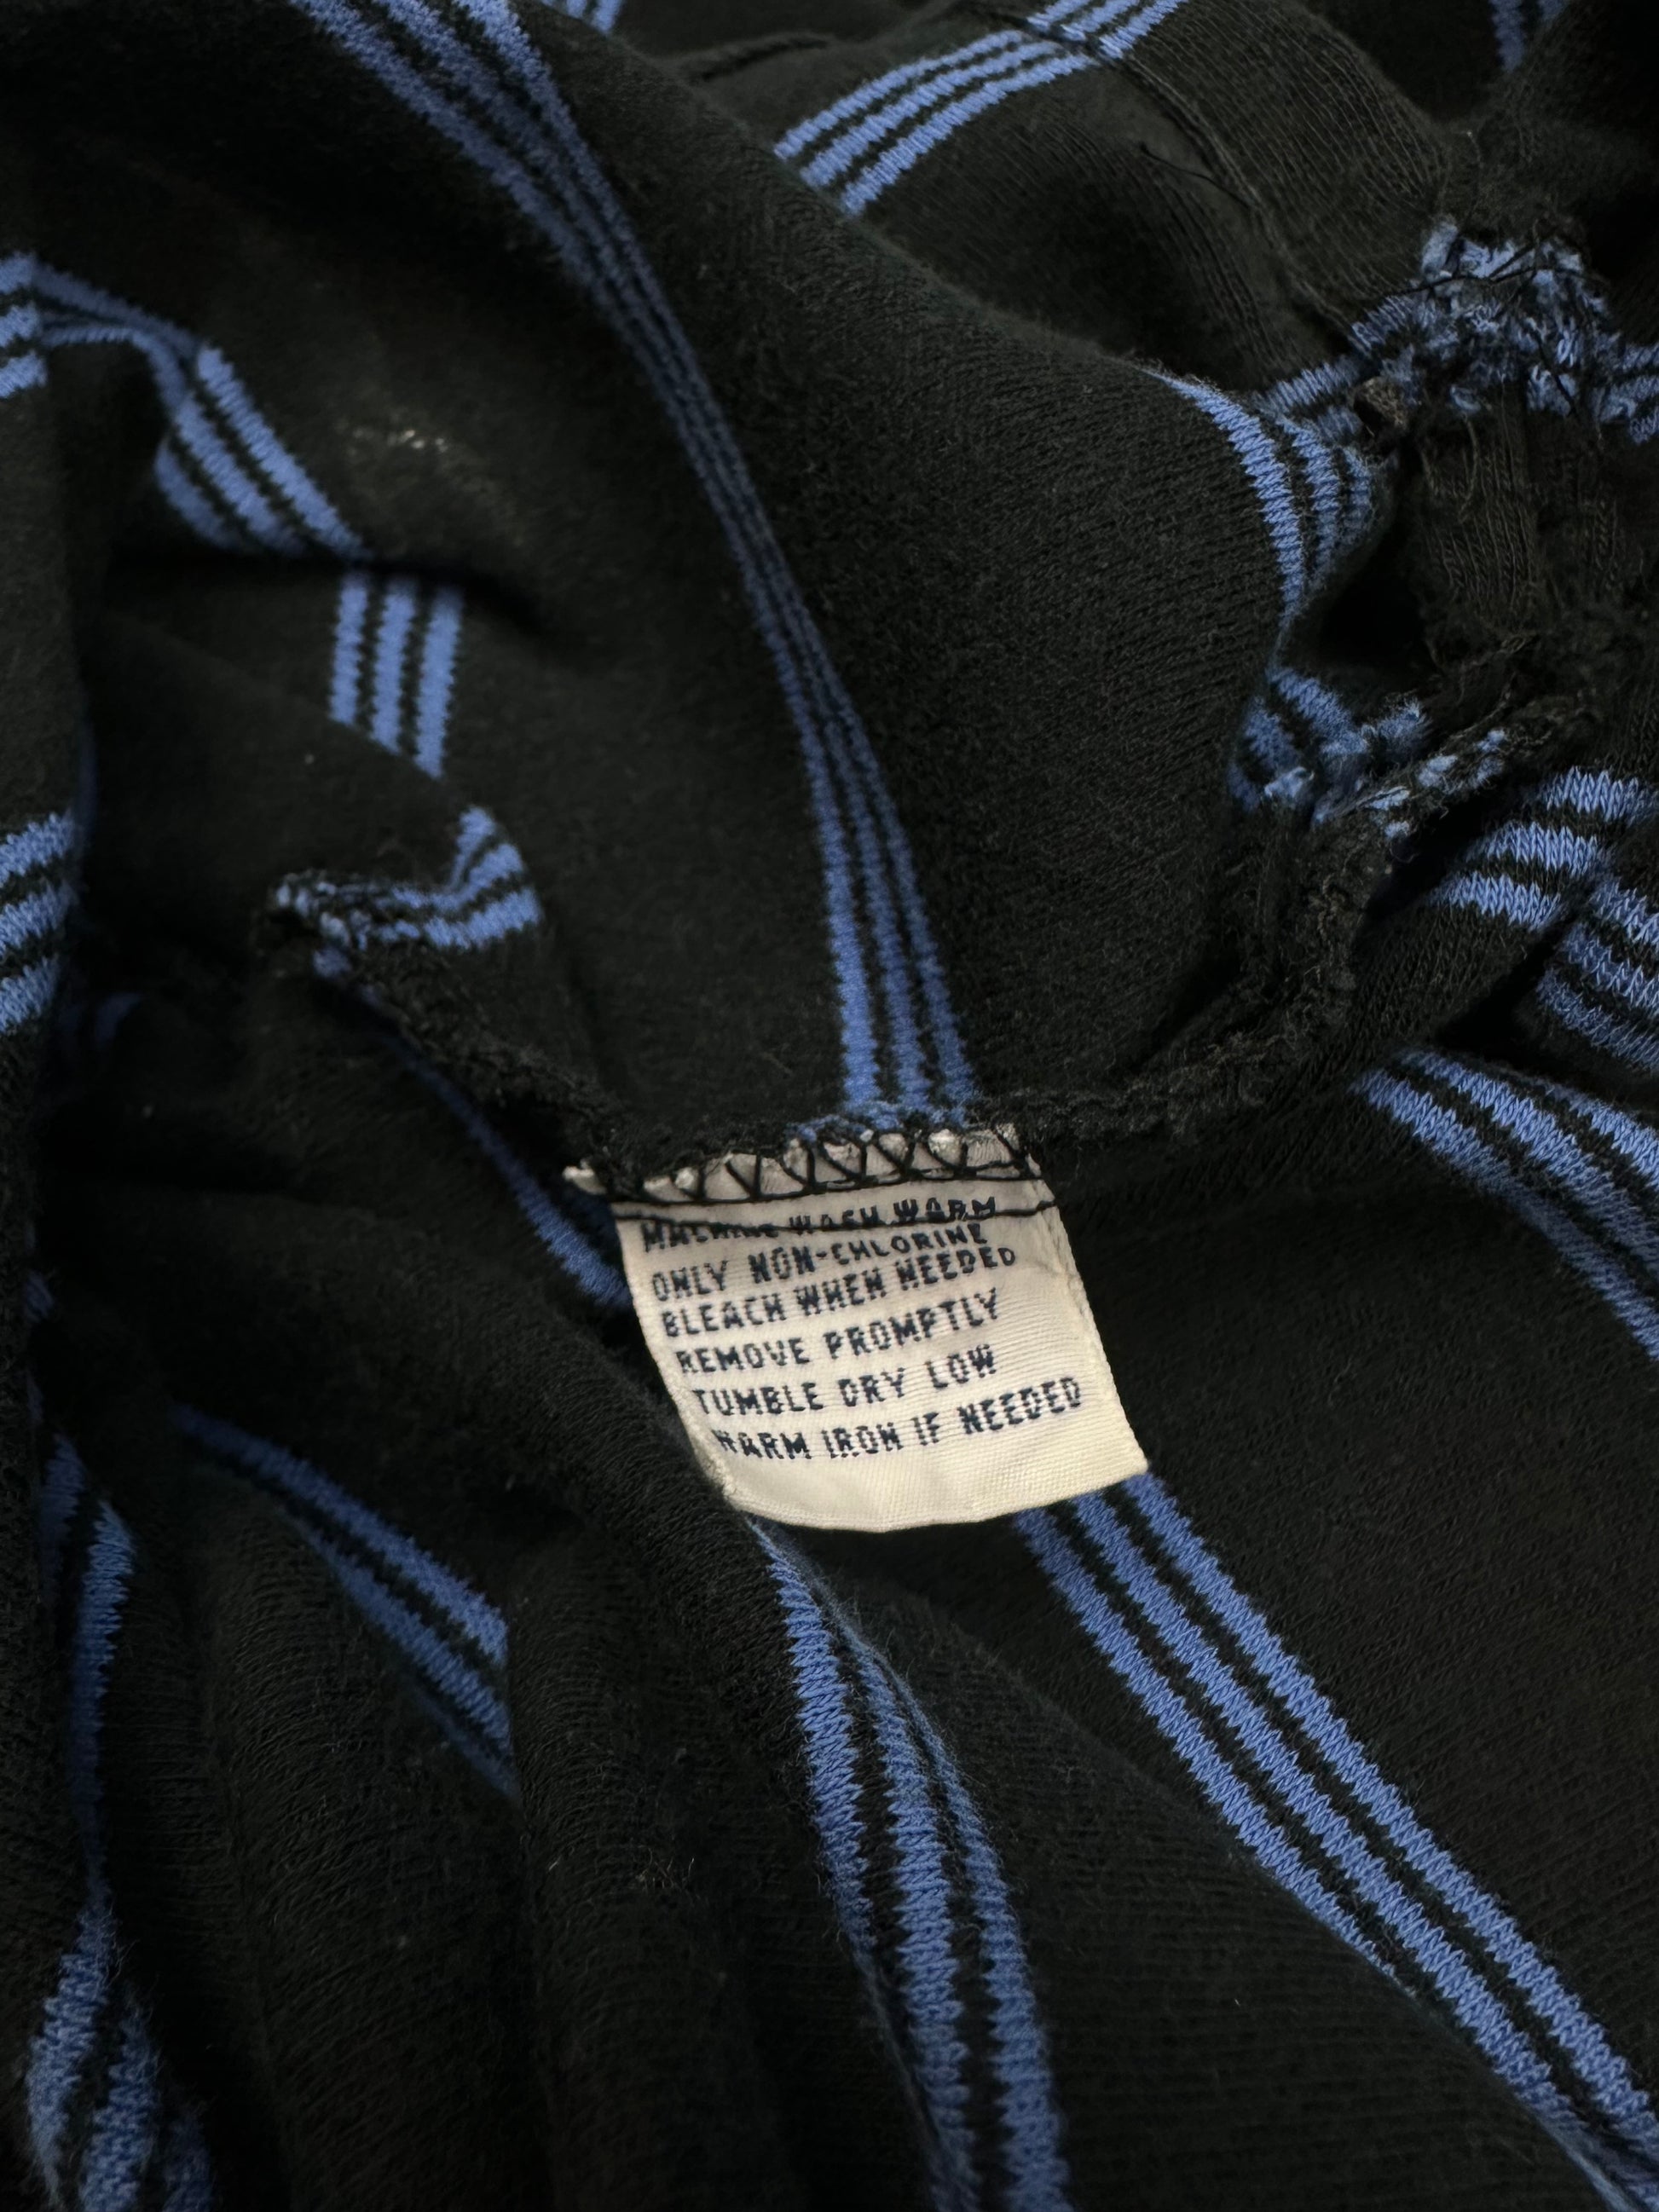 MACHINE WASH WARM
ONLY NON-CHLORINE
BLEACH WHEN NEEDED
REMOVE PROMPTLY
TUMBLE DRY LOW
WARM IRON IF NEEDED